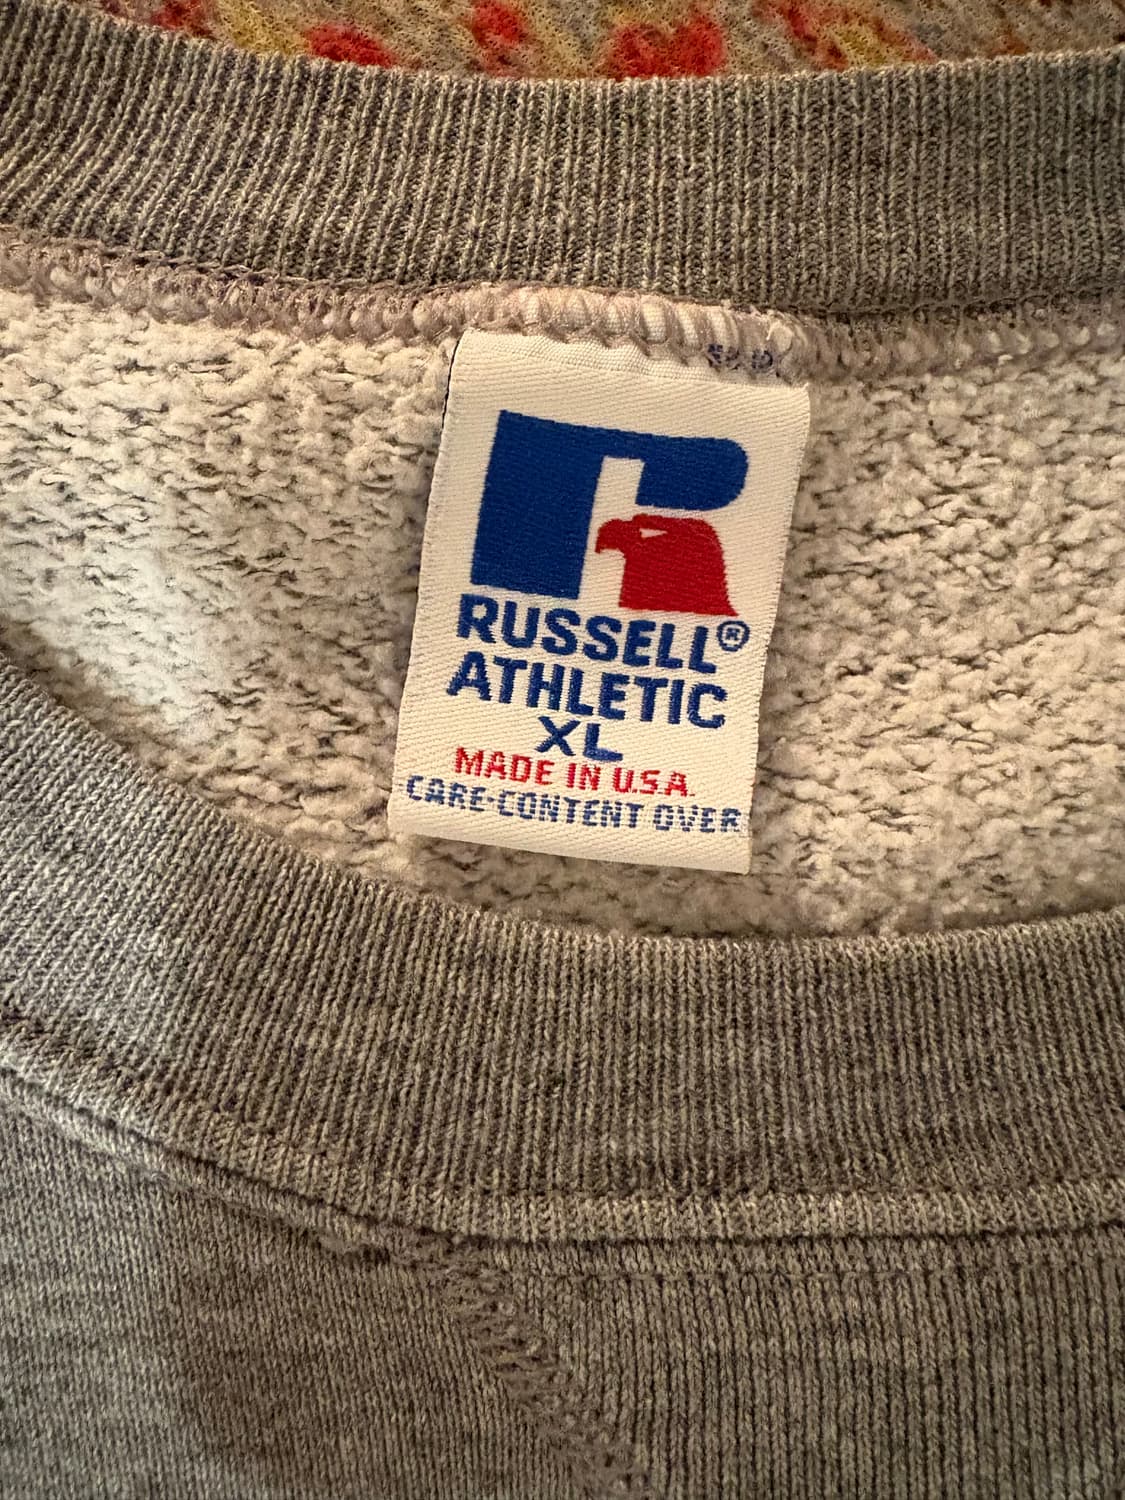 RUSSELL®
ATHLETIC
XL
MADE IN U.S.A.
CARE-CONTENT OVER